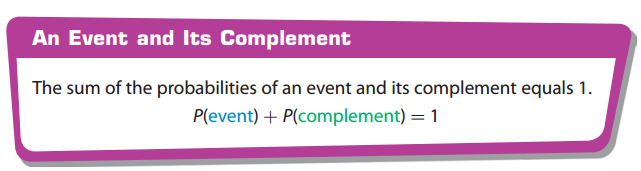 An Event and Its Complement
The sum of the probabilities of an event and its complement equals 1.
P(event) + P(complement) = 1